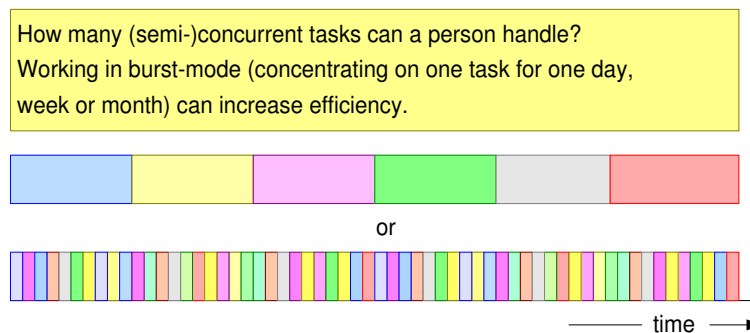 How many (semi-)concurrent tasks can a person handle?
Working in burst-mode (concentrating on one task for one day,
week or month) can increase efficiency.
or
time